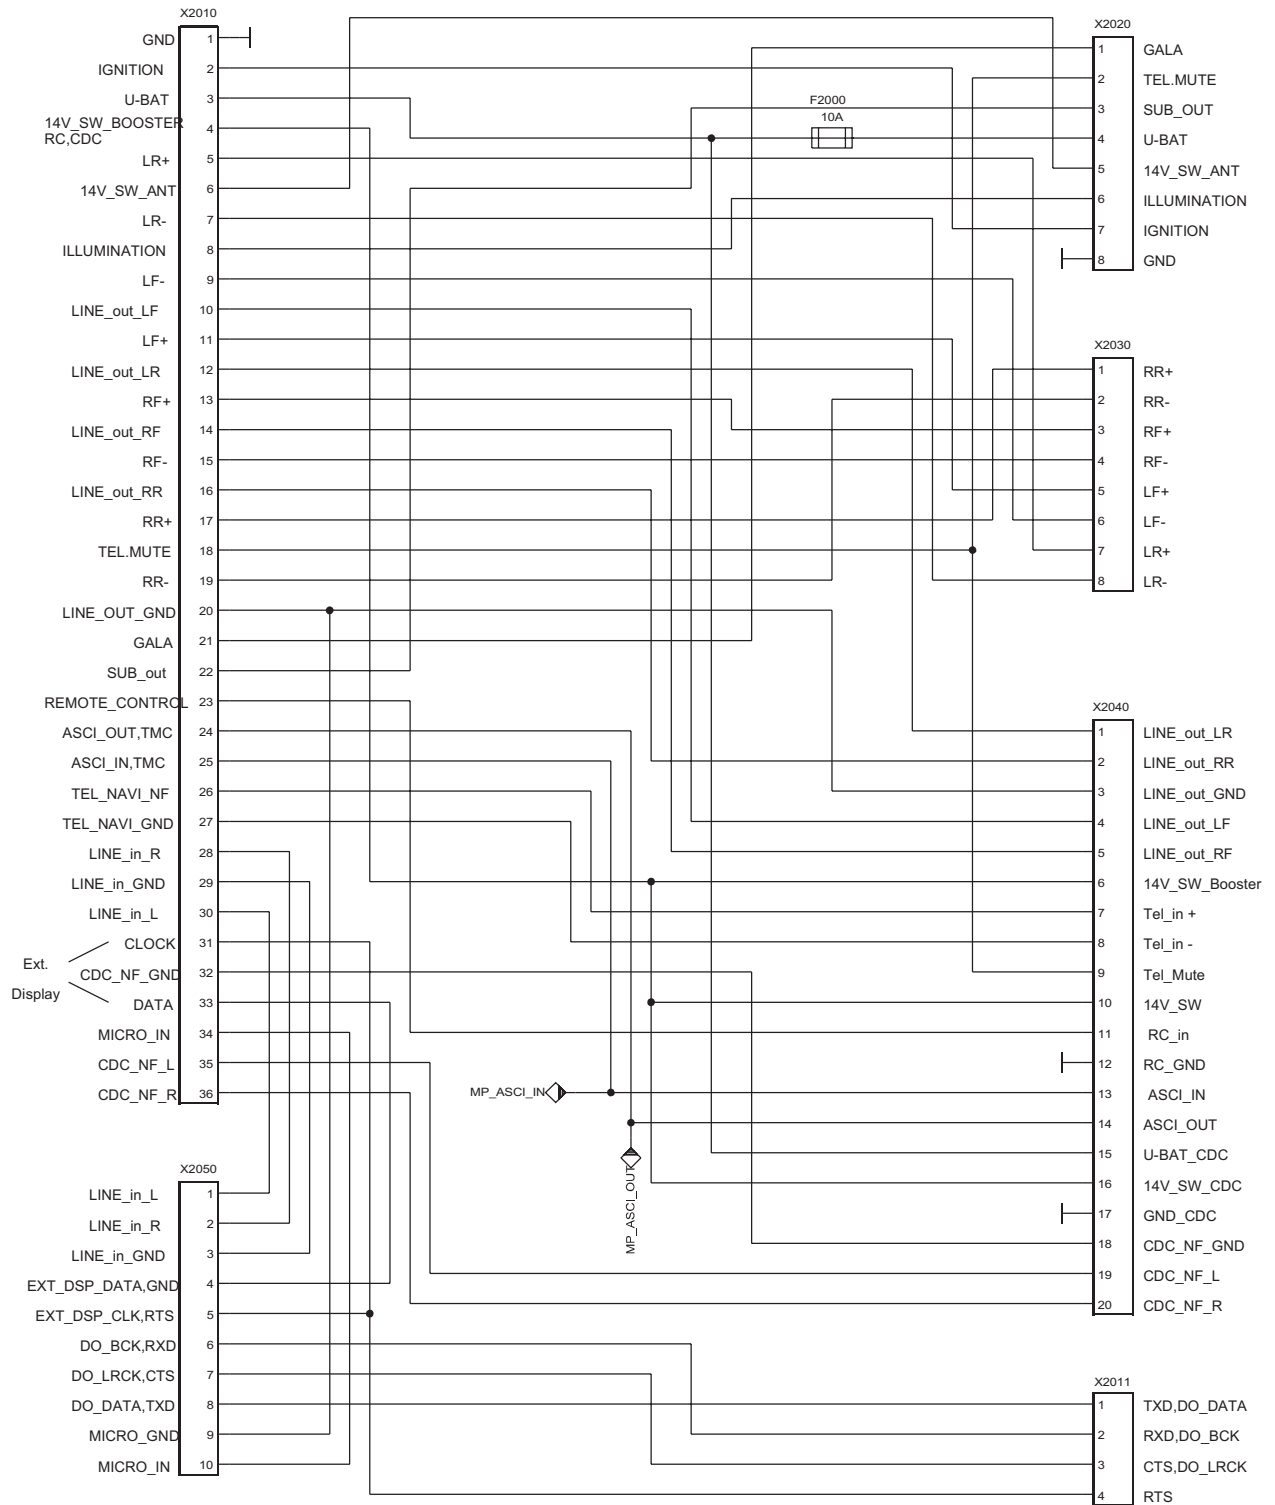 X2010
GND 1
IGNITION 2
U-BAT 3
14V_SW_BOOSTER 4
RC,CDC
LR+ 5
14V_SW_ANT 6
LR- 7
ILLUMINATION 8
LF- 9
LINE_out_LF 10
LF+ 11
LINE_out_LR 12
RF+ 13
LINE_out_RF 14
RF- 15
LINE_out_RR 16
RR+ 17
TEL.MUTE 18
RR- 19
LINE_OUT_GND 20
GALA 21
SUB_out 22
REMOTE_CONTROL 23
ASCI_OUT,TMC 24
ASCI_IN,TMC 25
TEL_NAVI_NF 26
TEL_NAVI_GND 27
LINE_in_R 28
LINE_in_GND 29
LINE_in_L 30
CLOCK 31
Ext.
CDC_NF_GND 32
Display
DATA 33
MICRO_IN 34
CDC_NF_L 35
CDC_NF_R 36
X2050
LINE_in_L 1
LINE_in_R 2
LINE_in_GND 3
EXT_DSP_DATA,GND 4
EXT_DSP_CLK,RTS 5
DO_BCK,RXD 6
DO_LRCK,CTS 7
DO_DATA,TXD 8
MICRO_GND 9
MICRO_IN 10
F2000
10A
MP_ASCI_IN
MP_ASCI_OUT
X2020
1 GALA
2 TEL.MUTE
3 SUB_OUT
4 U-BAT
5 14V_SW_ANT
6 ILLUMINATION
7 IGNITION
8 GND
X2030
1 RR+
2 RR-
3 RF+
4 RF-
5 LF+
6 LF-
7 LR+
8 LR-
X2040
1 LINE_out_LR
2 LINE_out_RR
3 LINE_out_GND
4 LINE_out_LF
5 LINE_out_RF
6 14V_SW_Booster
7 Tel_in +
8 Tel_in -
9 Tel_Mute
10 14V_SW
11 RC_in
12 RC_GND
13 ASCI_IN
14 ASCI_OUT
15 U-BAT_CDC
16 14V_SW_CDC
17 GND_CDC
18 CDC_NF_GND
19 CDC_NF_L
20 CDC_NF_R
X2011
1 TXD,DO_DATA
2 RXD,DO_BCK
3 CTS,DO_LRCK
4 RTS